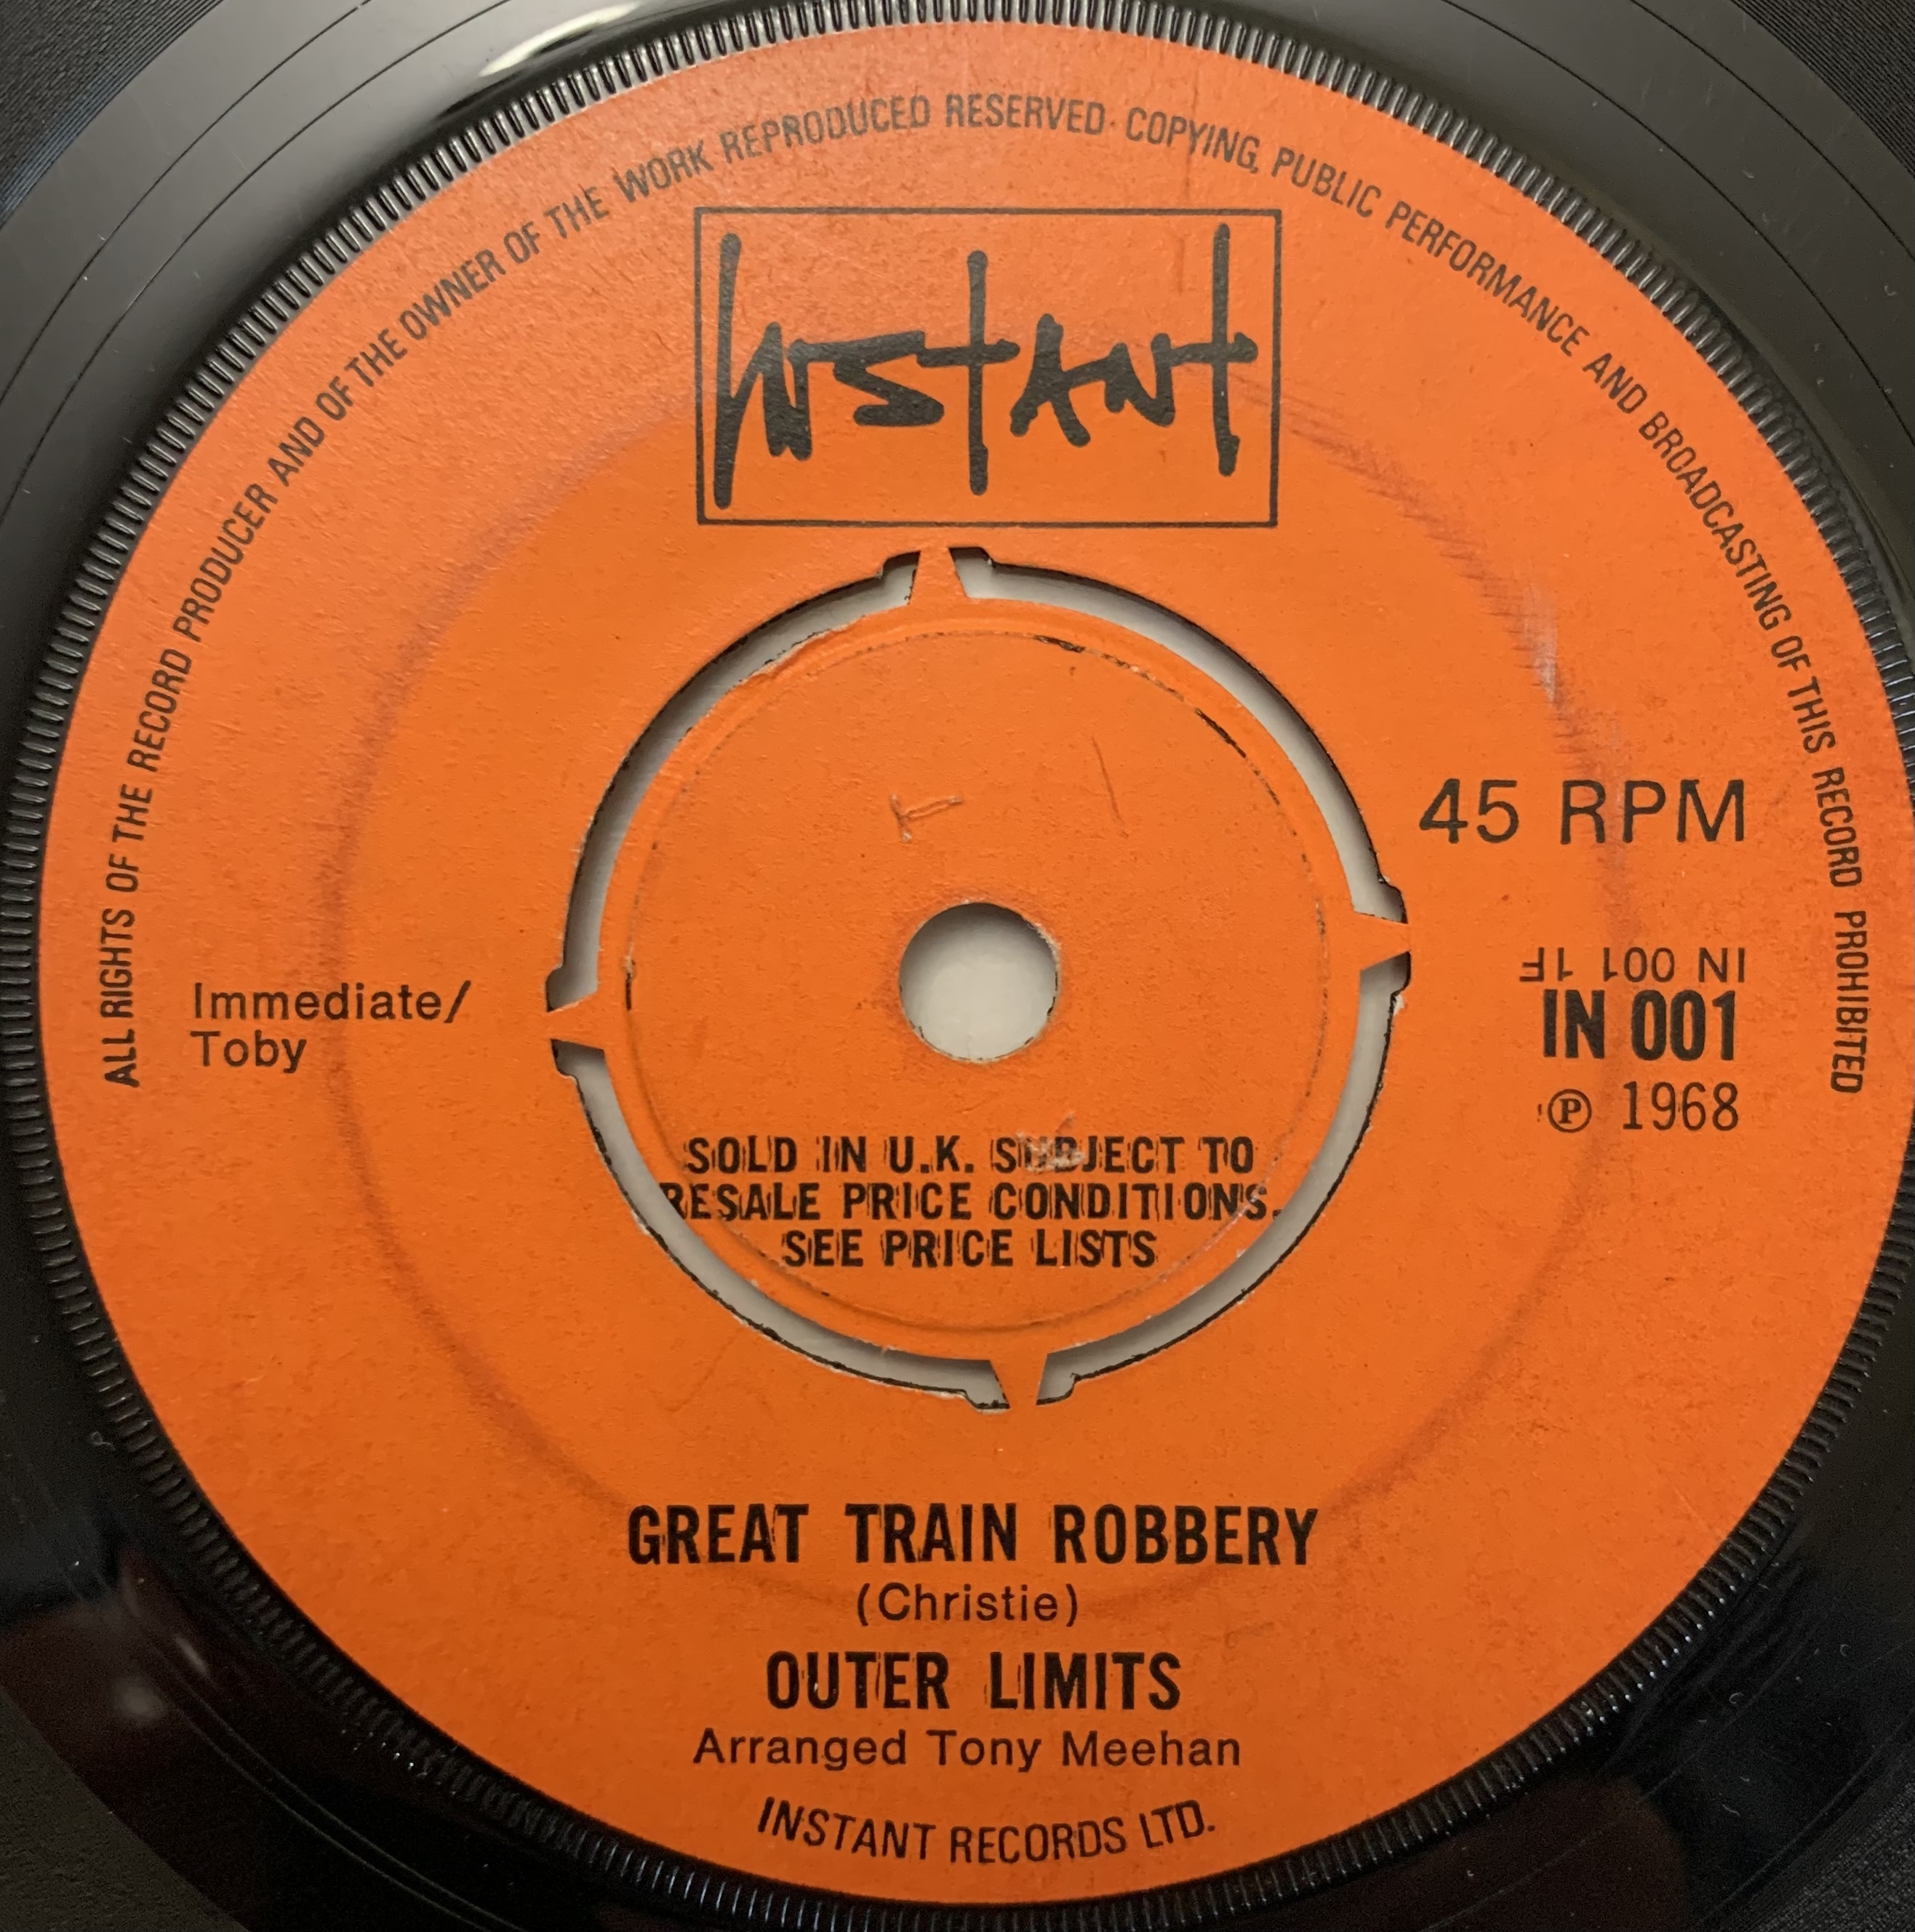 ALL RIGHTS OF THE RECORD PRODUCER AND OF THE OWNER OF THE WORK REPRODUCED RESERVED. COPYING, PUBLIC PERFORMANCE AND BROADCASTING OF THIS RECORD PROHIBITED
INSTANT
45 RPM
IN 001 1F
Immediate/
Toby
IN 001
℗ 1968
SOLD IN U.K. SUBJECT TO
RESALE PRICE CONDITIONS.
SEE PRICE LISTS
GREAT TRAIN ROBBERY
(Christie)
OUTER LIMITS
Arranged Tony Meehan
INSTANT RECORDS LTD.